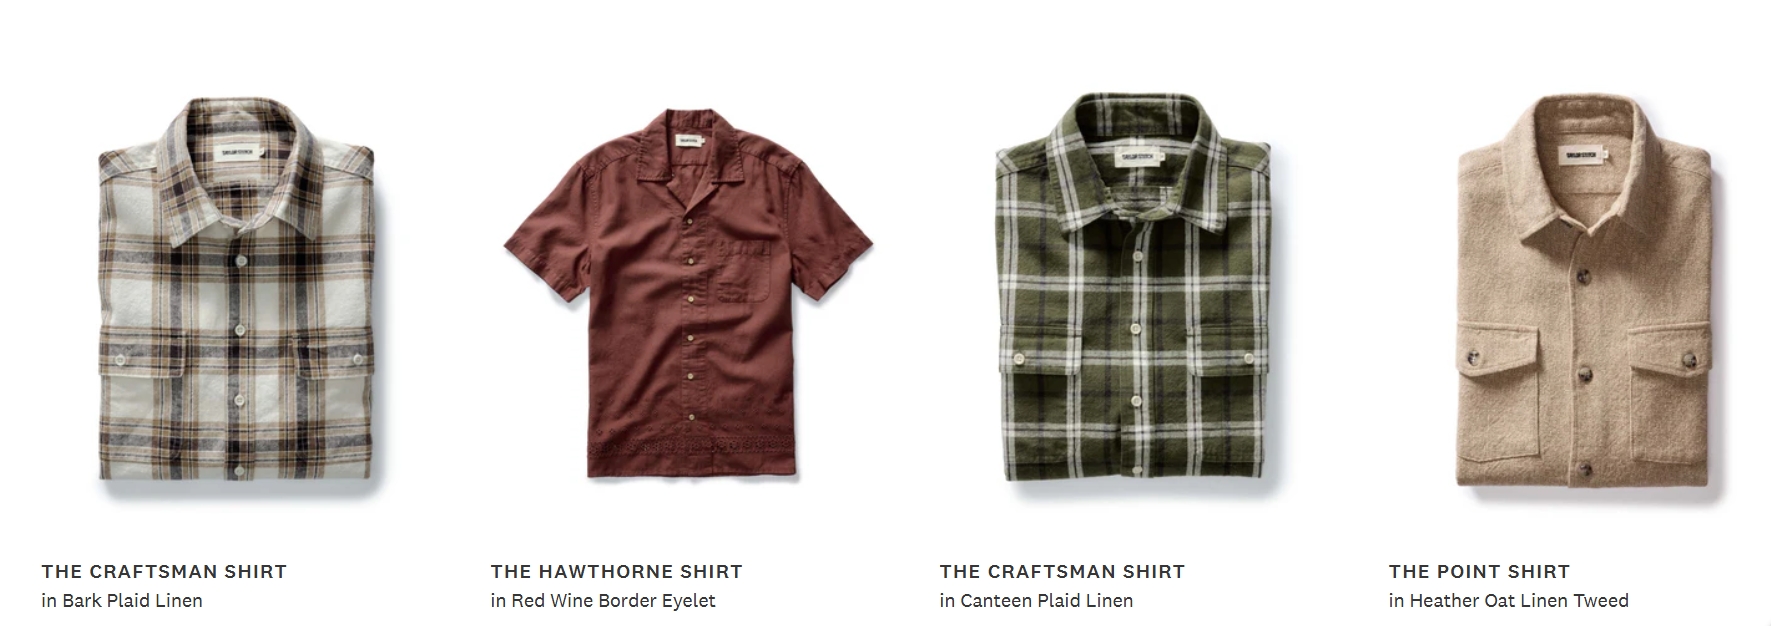 THE CRAFTSMAN SHIRT
in Bark Plaid Linen
THE HAWTHORNE SHIRT
in Red Wine Border Eyelet
THE CRAFTSMAN SHIRT
in Canteen Plaid Linen
THE POINT SHIRT
in Heather Oat Linen Tweed